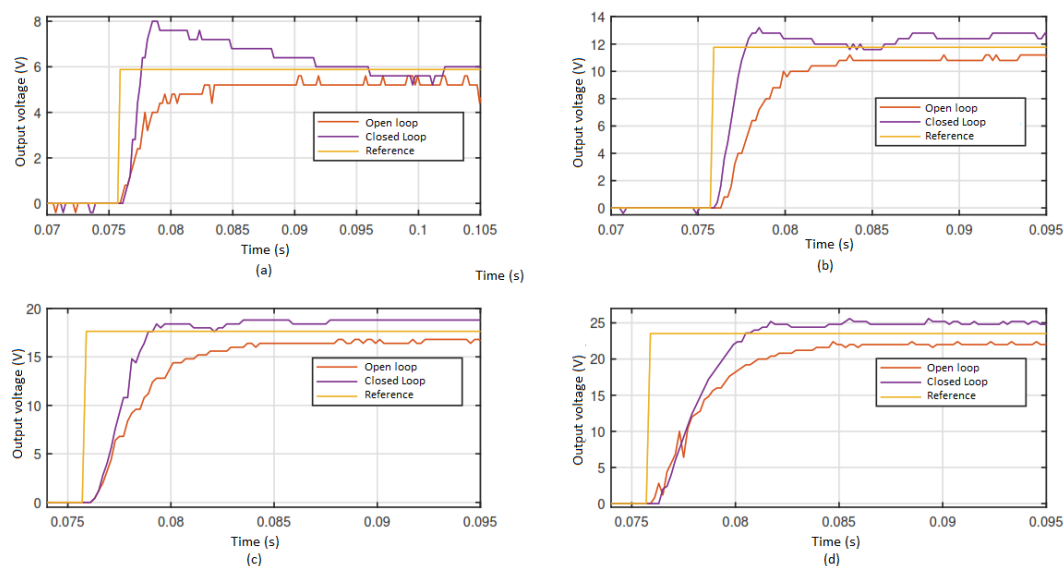 8
6
4
2
0
Output voltage (V)
Open loop
Closed Loop
Reference
0.07 0.075 0.08 0.085 0.09 0.095 0.1 0.105
Time (s)
(a)
14
12
10
8
6
4
2
0
Output voltage (V)
Open loop
Closed Loop
Reference
0.07 0.075 0.08 0.085 0.09 0.095
Time (s)
(b)
Time (s)
20
15
10
5
0
Output voltage (V)
Open loop
Closed Loop
Reference
0.075 0.08 0.085 0.09 0.095
Time (s)
(c)
25
20
15
10
5
0
Output voltage (V)
Open loop
Closed Loop
Reference
0.075 0.08 0.085 0.09 0.095
Time (s)
(d)